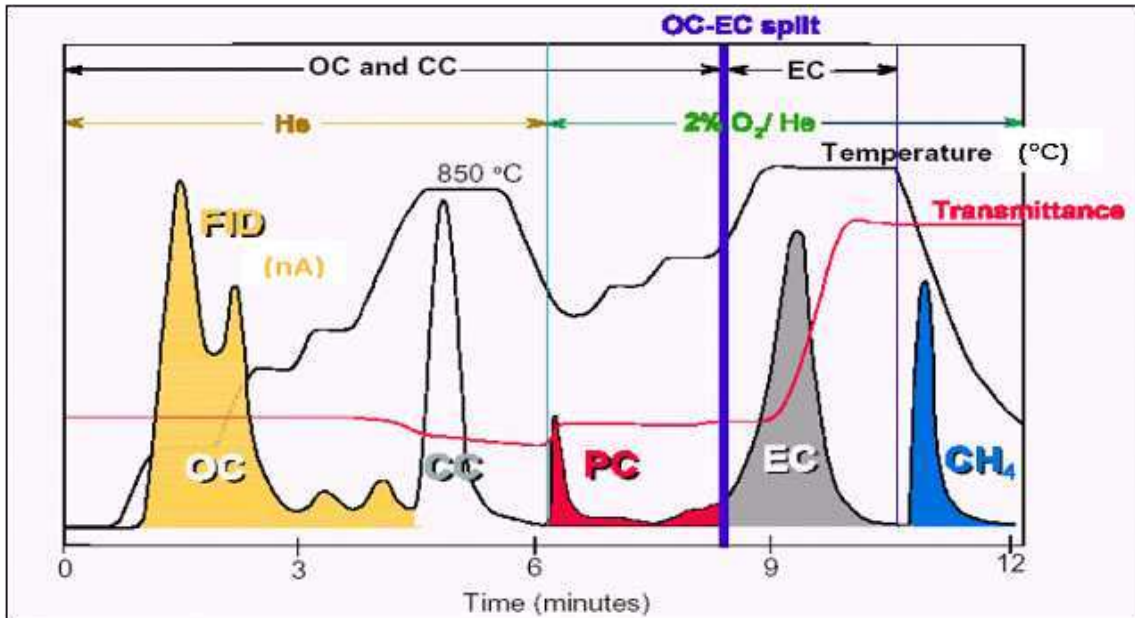 OC-EC split
OC and CC
EC
He
2% O₂/ He
Temperature (°C)
850 °C
Transmittance
FID
(nA)
OC
CC
PC
EC
CH₄
0 3 6 9 12
Time (minutes)